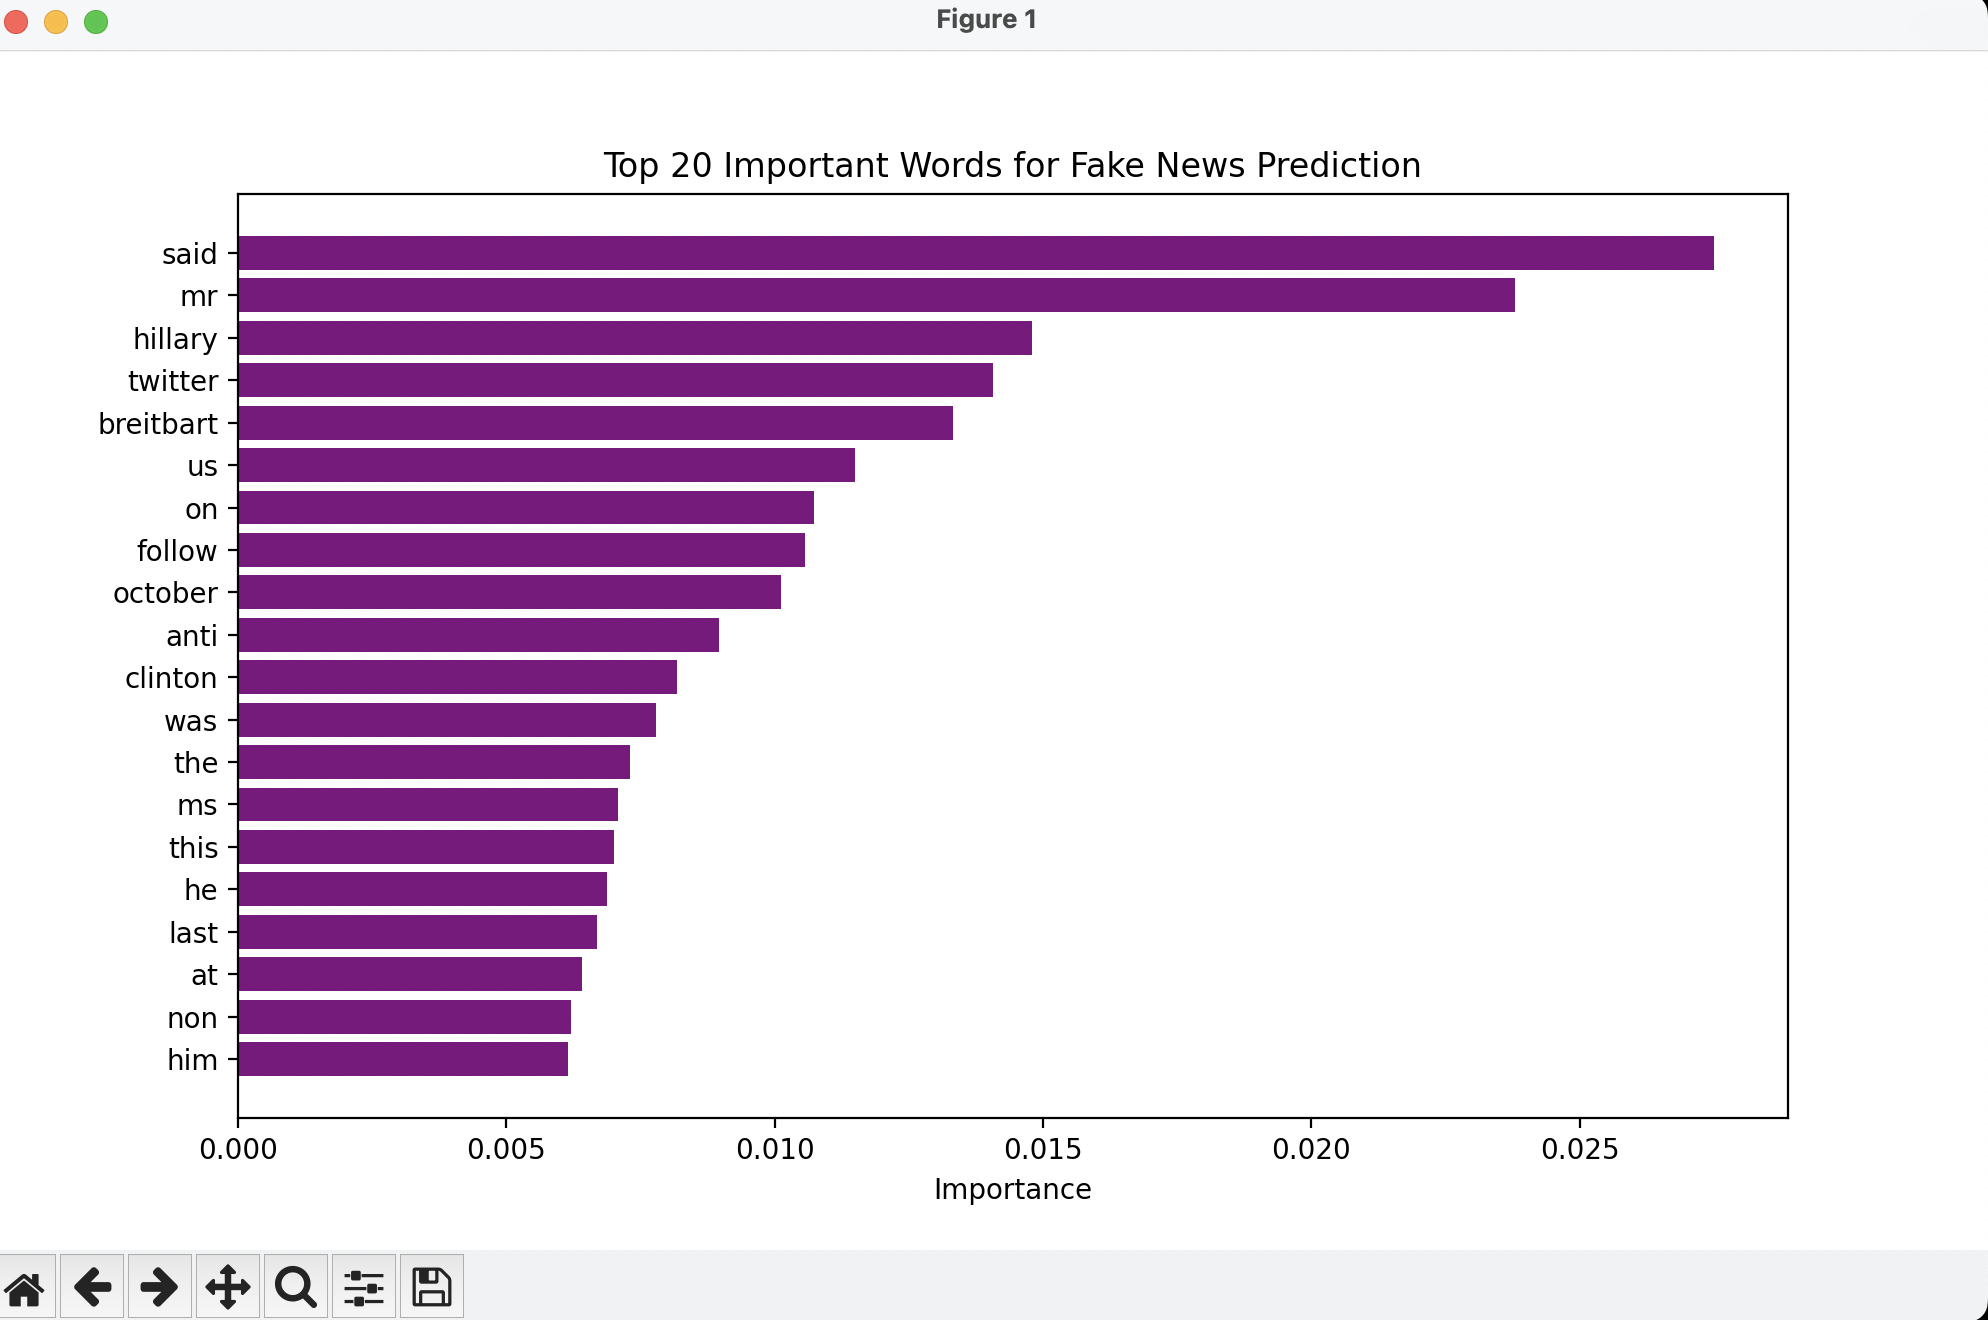 Figure 1
Top 20 Important Words for Fake News Prediction
said
mr
hillary
twitter
breitbart
us
on
follow
october
anti
clinton
was
the
ms
this
he
last
at
non
him
0.000 0.005 0.010 0.015 0.020 0.025
Importance